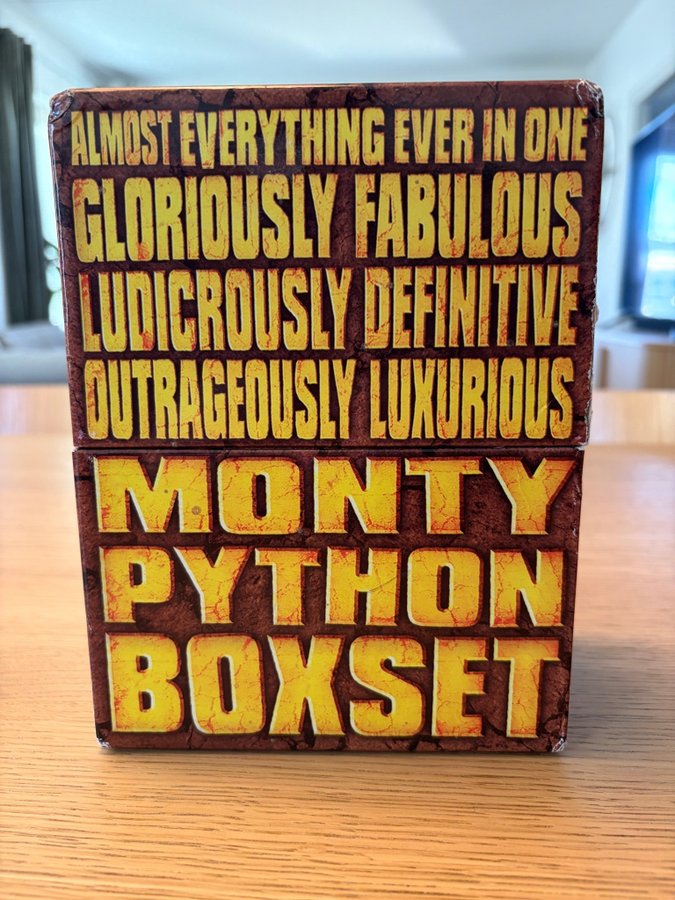 ALMOST EVERYTHING EVER IN ONE
GLORIOUSLY FABULOUS
LUDICROUSLY DEFINITIVE
OUTRAGEOUSLY LUXURIOUS
MONTY
PYTHON
BOXSET